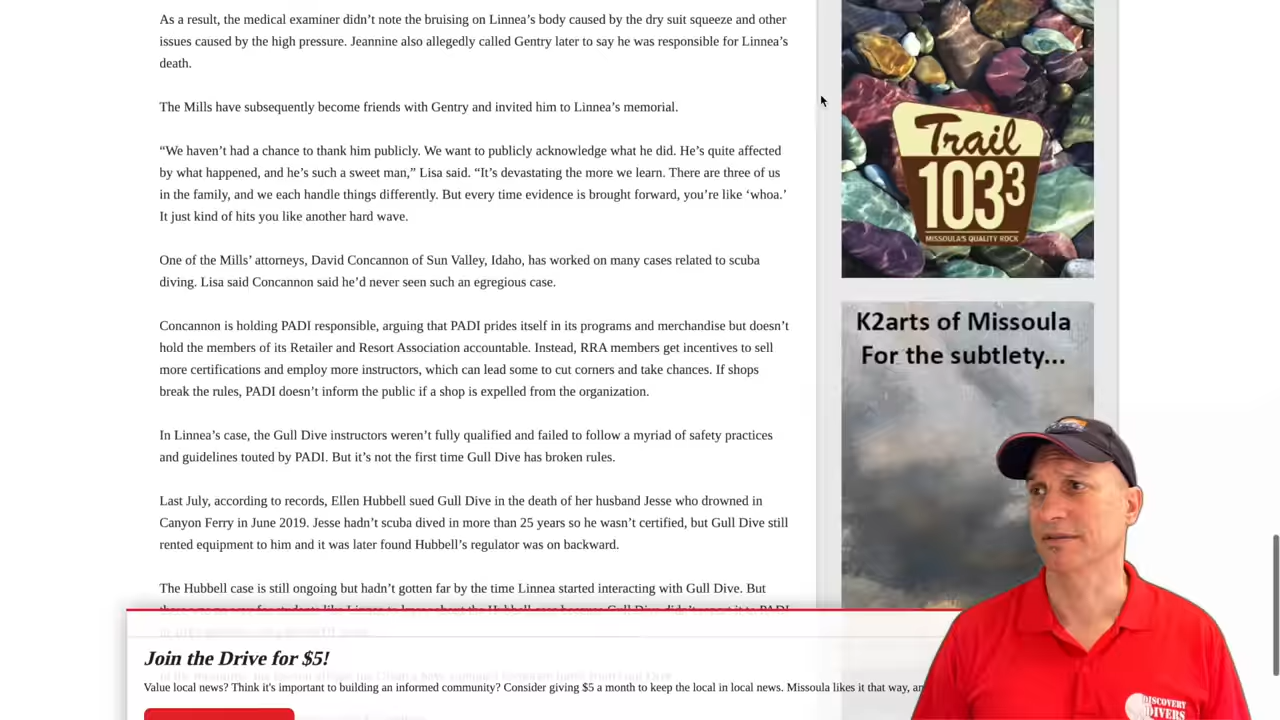 As a result, the medical examiner didn’t note the bruising on Linnea’s body caused by the dry suit squeeze and other
issues caused by the high pressure. Jeannine also allegedly called Gentry later to say he was responsible for Linnea’s
death.
The Mills have subsequently become friends with Gentry and invited him to Linnea’s memorial.
“We haven’t had a chance to thank him publicly. We want to publicly acknowledge what he did. He’s quite affected
by what happened, and he’s such a sweet man,” Lisa said. “It’s devastating the more we learn. There are three of us
in the family, and we each handle things differently. But every time evidence is brought forward, you’re like ‘whoa.’
It just kind of hits you like another hard wave.
One of the Mills’ attorneys, David Concannon of Sun Valley, Idaho, has worked on many cases related to scuba
diving. Lisa said Concannon said he’d never seen such an egregious case.
Concannon is holding PADI responsible, arguing that PADI prides itself in its programs and merchandise but doesn’t
hold the members of its Retailer and Resort Association accountable. Instead, RRA members get incentives to sell
more certifications and employ more instructors, which can lead some to cut corners and take chances. If shops
break the rules, PADI doesn’t inform the public if a shop is expelled from the organization.
In Linnea’s case, the Gull Dive instructors weren’t fully qualified and failed to follow a myriad of safety practices
and guidelines touted by PADI. But it’s not the first time Gull Dive has broken rules.
Last July, according to records, Ellen Hubbell sued Gull Dive in the death of her husband Jesse who drowned in
Canyon Ferry in June 2019. Jesse hadn’t scuba dived in more than 25 years so he wasn’t certified, but Gull Dive still
rented equipment to him and it was later found Hubbell’s regulator was on backward.
The Hubbell case is still ongoing but hadn’t gotten far by the time Linnea started interacting with Gull Dive. But
Join the Drive for $5!
Value local news? Think it's important to building an informed community? Consider giving $5 a month to keep the local in local news. Missoula likes it that way,
Trail
103³
MISSOULA'S QUALITY ROCK
K2arts of Missoula
For the subtlety...
DISCOVERY
DIVERS